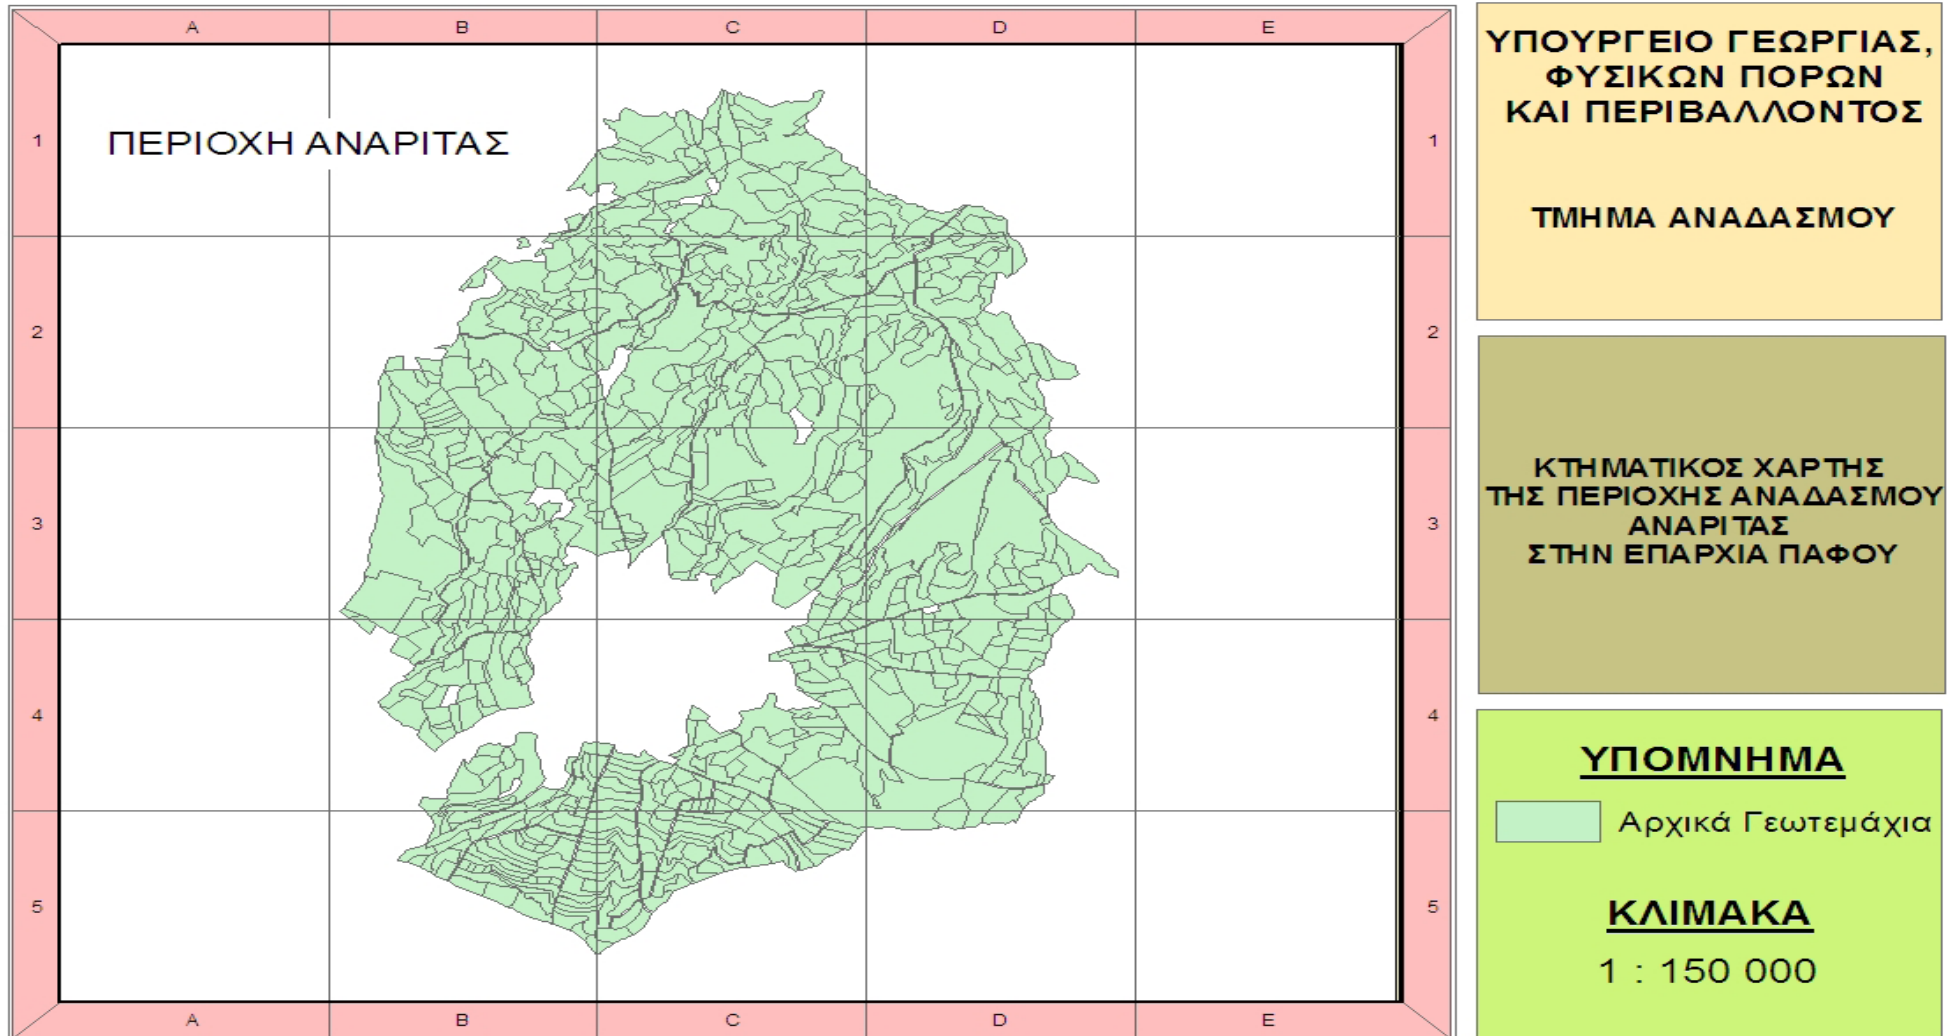 A B C D E
ΠΕΡΙΟΧΗ ΑΝΑΡΙΤΑΣ
1 1
2 2
3 3
4 4
5 5
A B C D E
ΥΠΟΥΡΓΕΙΟ ΓΕΩΡΓΙΑΣ,
ΦΥΣΙΚΩΝ ΠΟΡΩΝ
ΚΑΙ ΠΕΡΙΒΑΛΛΟΝΤΟΣ
ΤΜΗΜΑ ΑΝΑΔΑΣΜΟΥ
ΚΤΗΜΑΤΙΚΟΣ ΧΑΡΤΗΣ
ΤΗΣ ΠΕΡΙΟΧΗΣ ΑΝΑΔΑΣΜΟΥ
ΑΝΑΡΙΤΑΣ
ΣΤΗΝ ΕΠΑΡΧΙΑ ΠΑΦΟΥ
ΥΠΟΜΝΗΜΑ
Αρχικά Γεωτεμάχια
ΚΛΙΜΑΚΑ
1 : 150 000